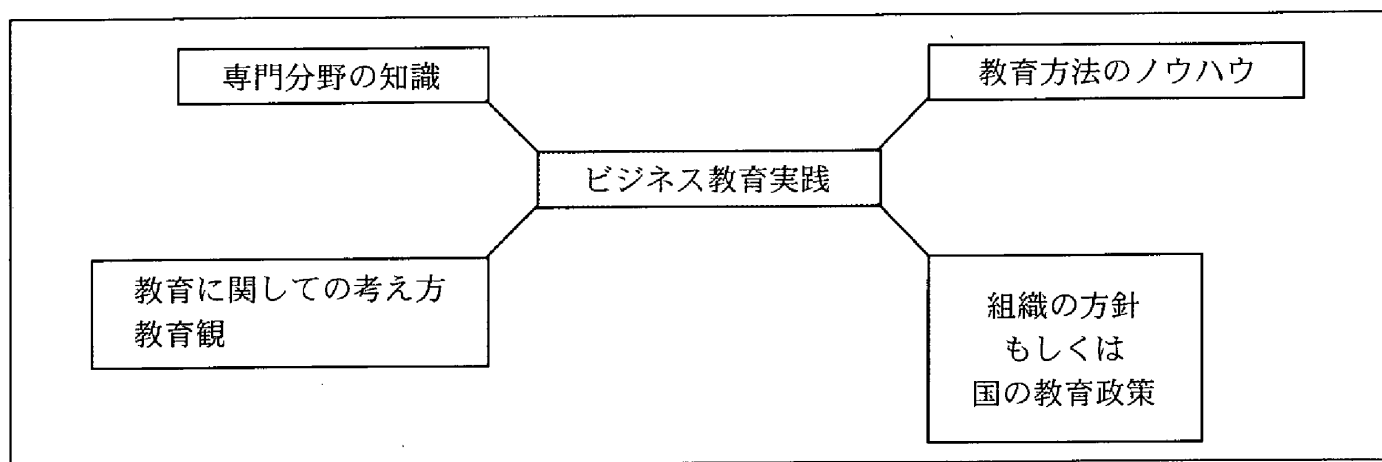 専門分野の知識
教育方法のノウハウ
ビジネス教育実践
教育に関しての考え方
教育観
組織の方針
もしくは
国の教育政策